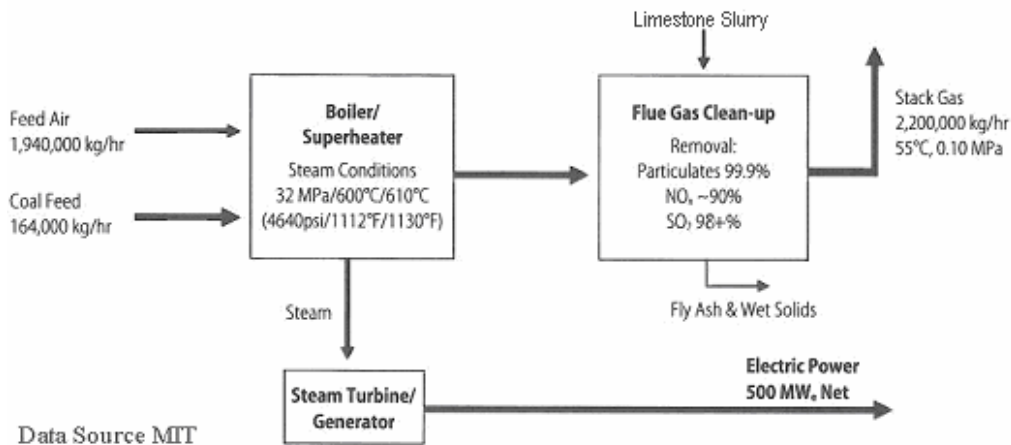 Limestone Slurry
Feed Air
1,940,000 kg/hr
Coal Feed
164,000 kg/hr
Boiler/
Superheater
Steam Conditions
32 MPa/600°C/610°C
(4640psi/1112°F/1130°F)
Flue Gas Clean-up
Removal:
Particulates 99.9%
NOₓ ~90%
SO₂ 98+%
Stack Gas
2,200,000 kg/hr
55°C, 0.10 MPa
Steam
Fly Ash & Wet Solids
Steam Turbine/
Generator
Electric Power
500 MWₑ Net
Data Source MIT